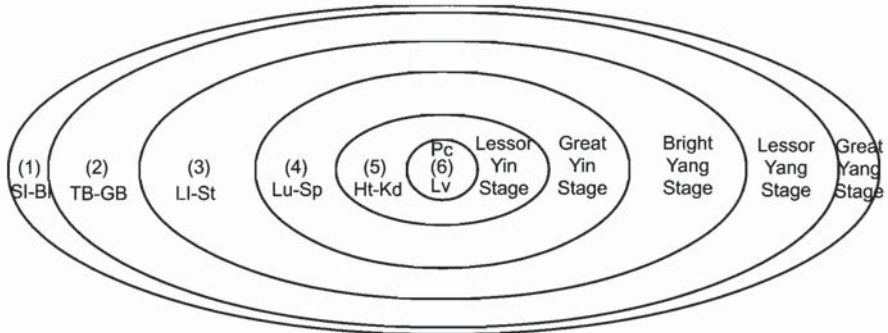 (1)
SI-Bl
(2)
TB-GB
(3)
LI-St
(4)
Lu-Sp
(5)
Ht-Kd
Pc
(6)
Lv
Lessor
Yin
Stage
Great
Yin
Stage
Bright
Yang
Stage
Lessor
Yang
Stage
Great
Yang
Stage